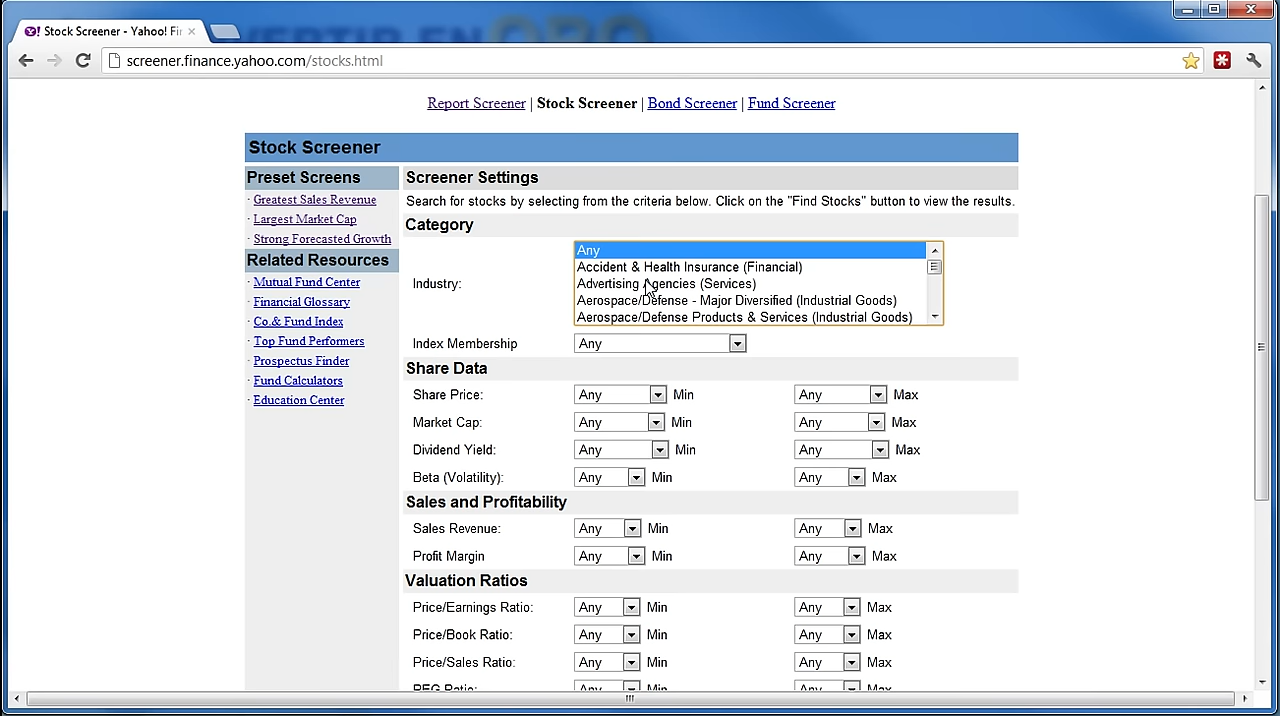 Stock Screener - Yahoo! Fi
screener.finance.yahoo.com/stocks.html
Report Screener | Stock Screener | Bond Screener | Fund Screener
Stock Screener
Preset Screens
· Greatest Sales Revenue
· Largest Market Cap
· Strong Forecasted Growth
Related Resources
· Mutual Fund Center
· Financial Glossary
· Co.& Fund Index
· Top Fund Performers
· Prospectus Finder
· Fund Calculators
· Education Center
Screener Settings
Search for stocks by selecting from the criteria below. Click on the "Find Stocks" button to view the results.
Category
Industry:
Any
Accident & Health Insurance (Financial)
Advertising Agencies (Services)
Aerospace/Defense - Major Diversified (Industrial Goods)
Aerospace/Defense Products & Services (Industrial Goods)
Index Membership Any
Share Data
Share Price: Any Min Any Max
Market Cap: Any Min Any Max
Dividend Yield: Any Min Any Max
Beta (Volatility): Any Min Any Max
Sales and Profitability
Sales Revenue: Any Min Any Max
Profit Margin Any Min Any Max
Valuation Ratios
Price/Earnings Ratio: Any Min Any Max
Price/Book Ratio: Any Min Any Max
Price/Sales Ratio: Any Min Any Max
PEG Ratio: Any Min Any Max